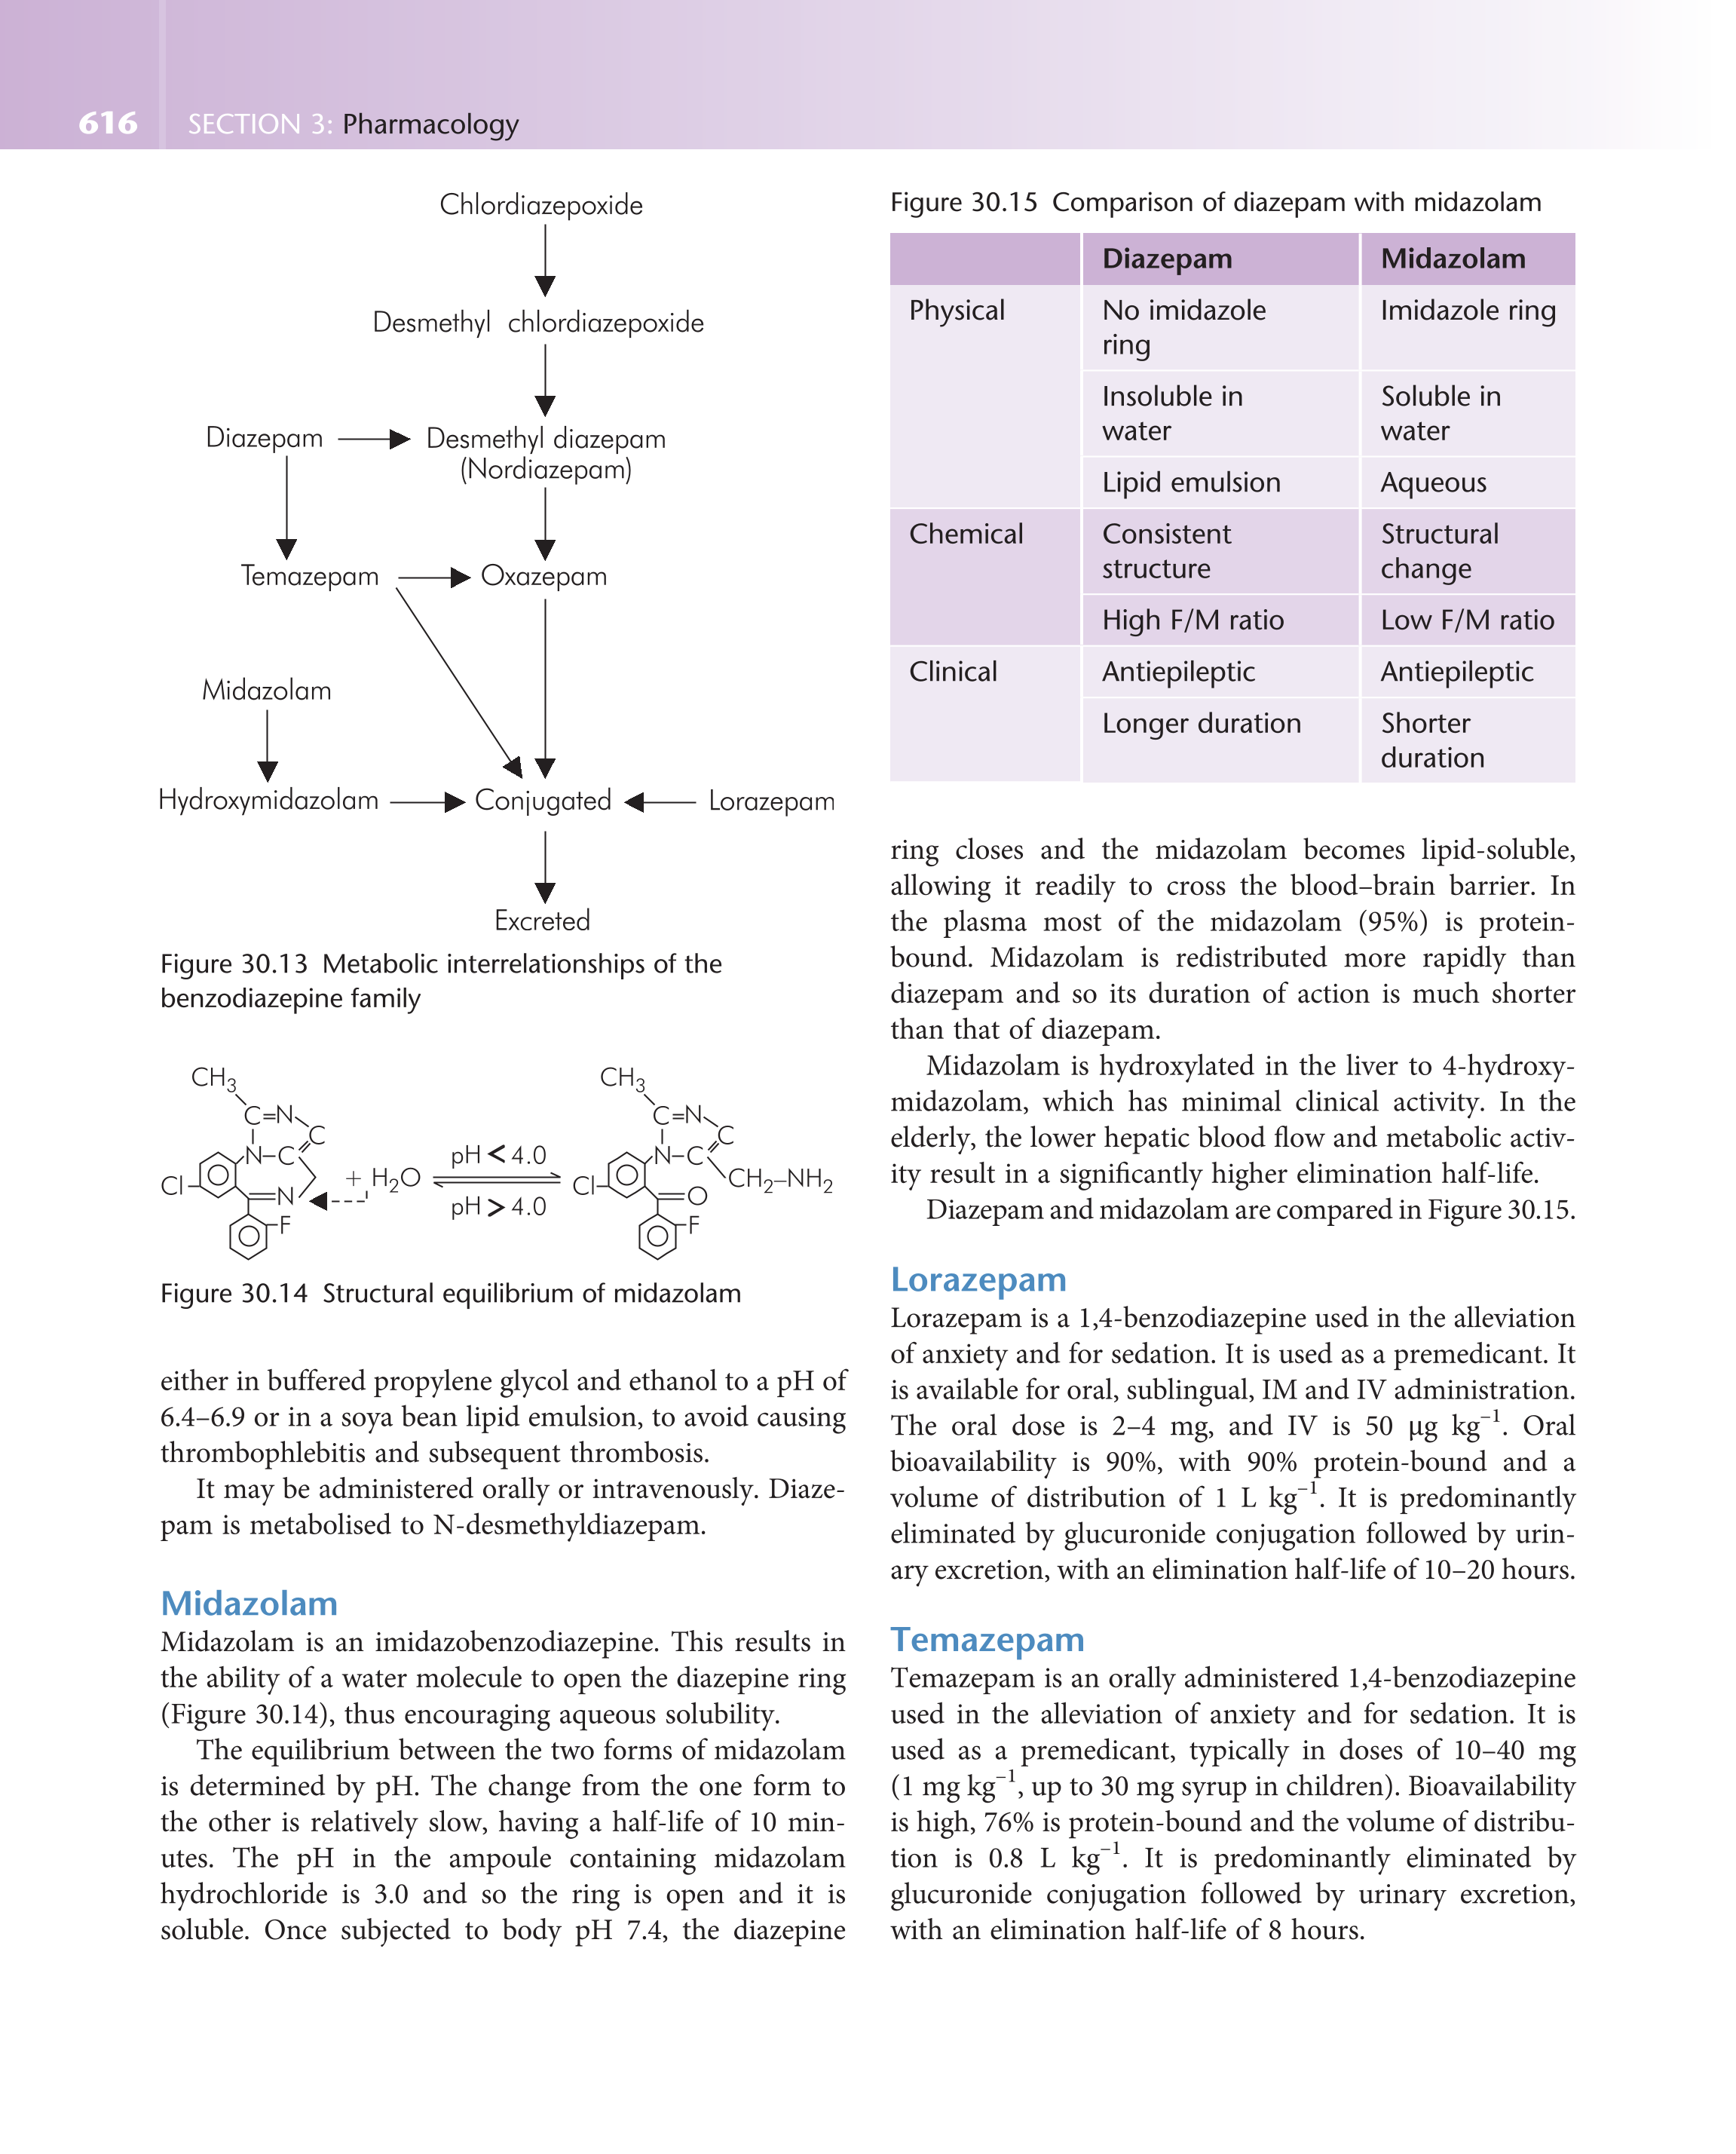 616 SECTION 3: Pharmacology
Chlordiazepoxide
Desmethyl chlordiazepoxide
Diazepam Desmethyl diazepam
(Nordiazepam)
Temazepam Oxazepam
Midazolam
Hydroxymidazolam Conjugated Lorazepam
Excreted
Figure 30.13 Metabolic interrelationships of the
benzodiazepine family
CH₃ CH₃
C=N C=N
C C
N–C N–C
Cl + H₂O pH < 4.0 Cl CH₂–NH₂
N pH > 4.0 O
F F
Figure 30.14 Structural equilibrium of midazolam
either in buffered propylene glycol and ethanol to a pH of
6.4–6.9 or in a soya bean lipid emulsion, to avoid causing
thrombophlebitis and subsequent thrombosis.
It may be administered orally or intravenously. Diaze-
pam is metabolised to N-desmethyldiazepam.
Midazolam
Midazolam is an imidazobenzodiazepine. This results in
the ability of a water molecule to open the diazepine ring
(Figure 30.14), thus encouraging aqueous solubility.
The equilibrium between the two forms of midazolam
is determined by pH. The change from the one form to
the other is relatively slow, having a half-life of 10 min-
utes. The pH in the ampoule containing midazolam
hydrochloride is 3.0 and so the ring is open and it is
soluble. Once subjected to body pH 7.4, the diazepine
Figure 30.15 Comparison of diazepam with midazolam
Diazepam Midazolam
Physical No imidazole Imidazole ring
ring
Insoluble in Soluble in
water water
Lipid emulsion Aqueous
Chemical Consistent Structural
structure change
High F/M ratio Low F/M ratio
Clinical Antiepileptic Antiepileptic
Longer duration Shorter
duration
ring closes and the midazolam becomes lipid-soluble,
allowing it readily to cross the blood–brain barrier. In
the plasma most of the midazolam (95%) is protein-
bound. Midazolam is redistributed more rapidly than
diazepam and so its duration of action is much shorter
than that of diazepam.
Midazolam is hydroxylated in the liver to 4-hydroxy-
midazolam, which has minimal clinical activity. In the
elderly, the lower hepatic blood flow and metabolic activ-
ity result in a significantly higher elimination half-life.
Diazepam and midazolam are compared in Figure 30.15.
Lorazepam
Lorazepam is a 1,4-benzodiazepine used in the alleviation
of anxiety and for sedation. It is used as a premedicant. It
is available for oral, sublingual, IM and IV administration.
The oral dose is 2–4 mg, and IV is 50 μg kg⁻¹. Oral
bioavailability is 90%, with 90% protein-bound and a
volume of distribution of 1 L kg⁻¹. It is predominantly
eliminated by glucuronide conjugation followed by urin-
ary excretion, with an elimination half-life of 10–20 hours.
Temazepam
Temazepam is an orally administered 1,4-benzodiazepine
used in the alleviation of anxiety and for sedation. It is
used as a premedicant, typically in doses of 10–40 mg
(1 mg kg⁻¹, up to 30 mg syrup in children). Bioavailability
is high, 76% is protein-bound and the volume of distribu-
tion is 0.8 L kg⁻¹. It is predominantly eliminated by
glucuronide conjugation followed by urinary excretion,
with an elimination half-life of 8 hours.